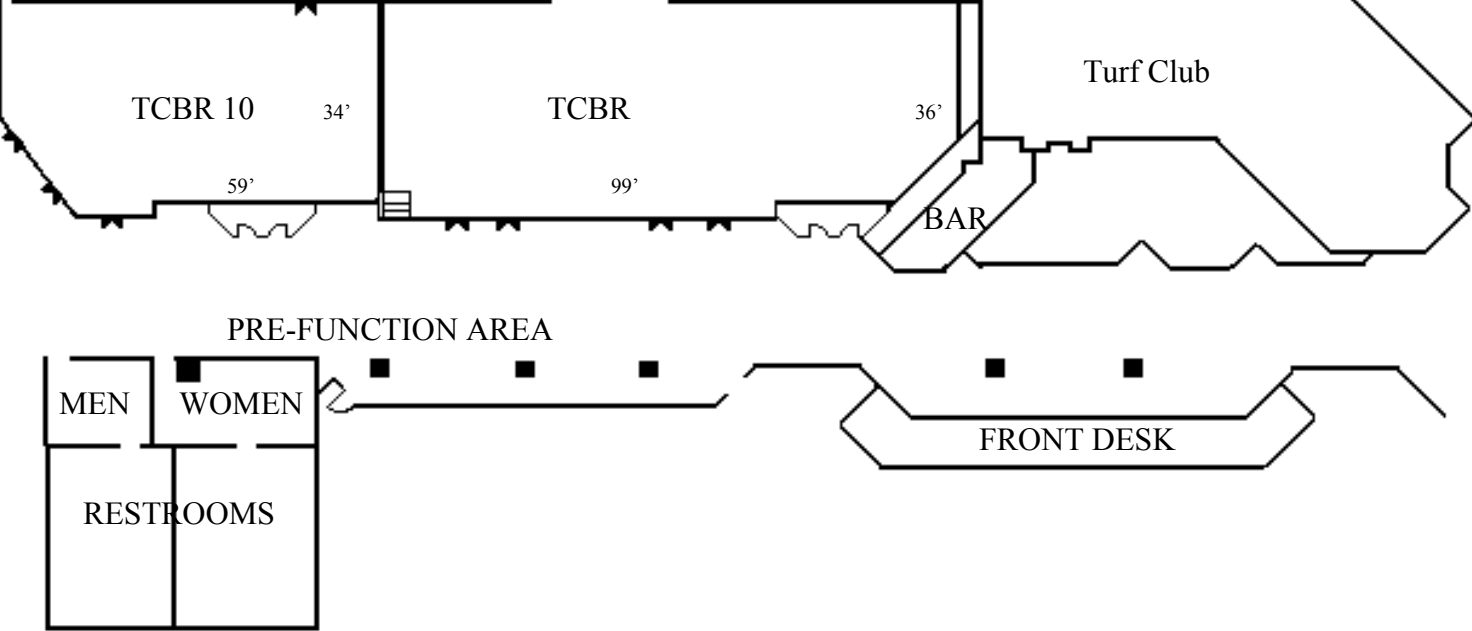 Turf Club
TCBR 10
34’
TCBR
36’
59’
99’
BAR
PRE-FUNCTION AREA
MEN
WOMEN
FRONT DESK
RESTROOMS